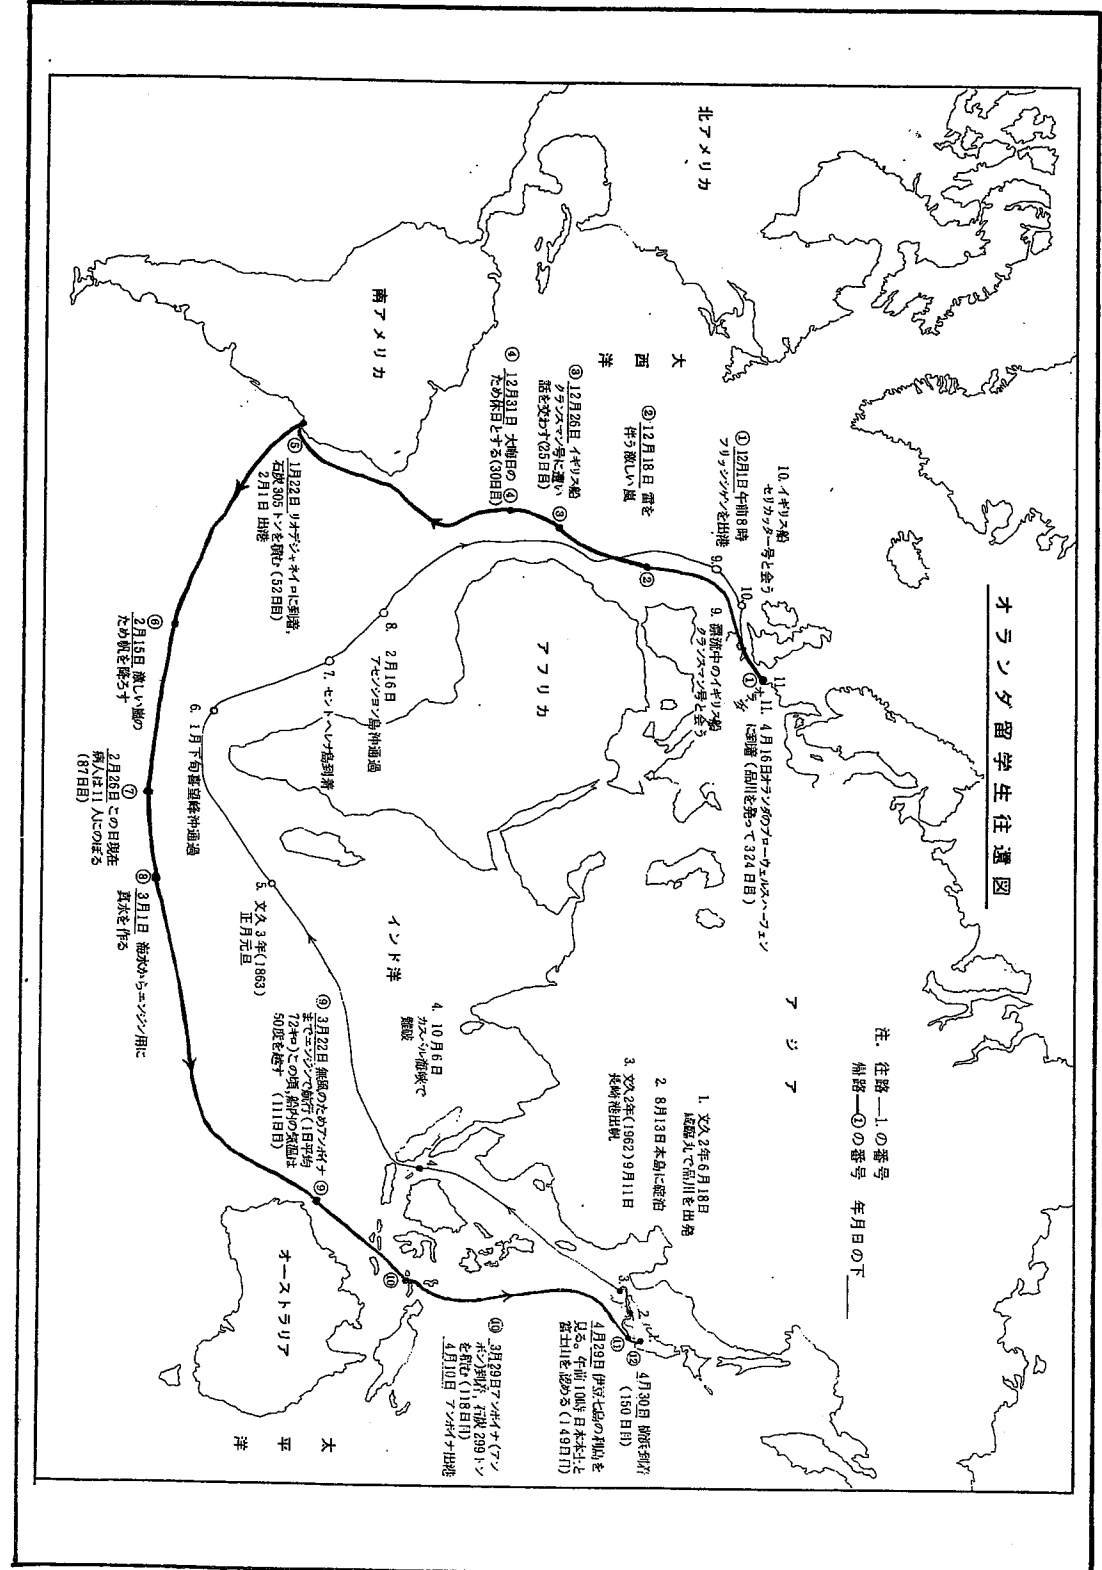 オランダ留学生往還図
注. 往路―1.の番号
帰路―①の番号 年月日の下
北アメリカ
南アメリカ
大西洋
アフリカ
インド洋
アジア
オーストラリア
太平洋
オランダ
1. 文久2年6月18日
咸臨丸で品川を出発
2. 8月13日本島に碇泊
3. 文久2年(1962)9月11日
長崎港出帆
4. 10月6日
ガスパル海峡で
難破
5. 文久3年(1863)
正月元旦
6. 1月下旬喜望峰沖通過
7. セントヘレナ島到着
8. 2月16日
アセンション島沖通過
9. 漂流中のイギリス船
クランスマン号と会う
10. イギリス船
セリカッター号と会う
11. 4月16日オランダのブローウェルスハーフェン
に到着(品川を発って324日目)
① 12月1日午前8時
フリッシンゲンを出港
② 12月18日 雷を
伴う激しい嵐
③ 12月26日 イギリス船
クランスマン号に遭い
話を交わす(25日目)
④ 12月31日 大晦日の
ため休日とする(30日目)
⑤ 1月22日 リオデジャネイロに到着,
石炭305トンを積む(52日目)
2月1日 出港
⑥
2月15日 激しい嵐の
ため帆を降ろす
⑦
2月26日 この日現在
病人は11人にのぼる
(87日目)
⑧ 3月1日 海水からエンジン用に
真水を作る
⑨ 3月22日 無風のためアンボイナ
までエンジンで航行(1日平均
72キロ)この頃,船内の気温は
50度を越す (111日目)
⑩ 3月29日アンボイナ(アン
ボン)到着, 石炭299トン
を積む(118日目)
4月10日 アンボイナ出港
4月29日 伊豆七島の利島を
見る。午前10時 日本本土と
富士山を認める(149日目)
⑫ 4月30日 横浜到着
(150日目)
①
②
③
④
⑨
⑩
⑪
2.
3.
4.
9.
10.
11.